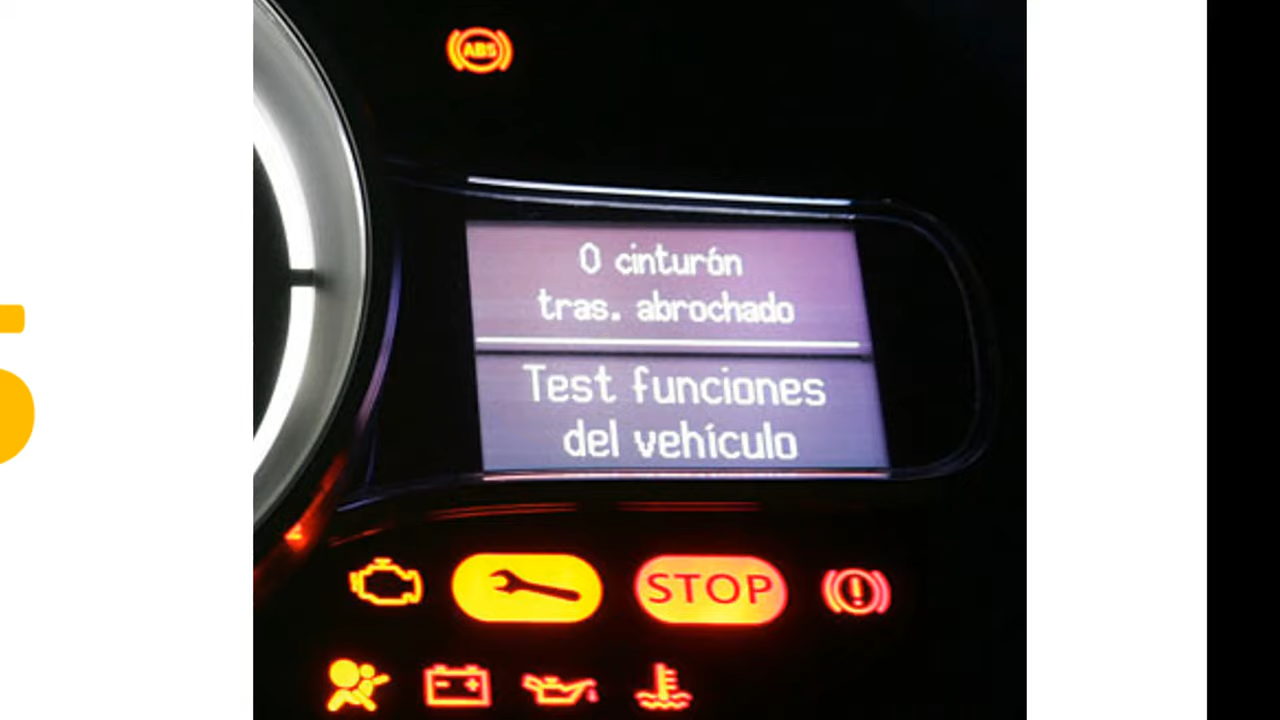 ABS
0 cinturón
tras. abrochado
Test funciones
del vehículo
STOP